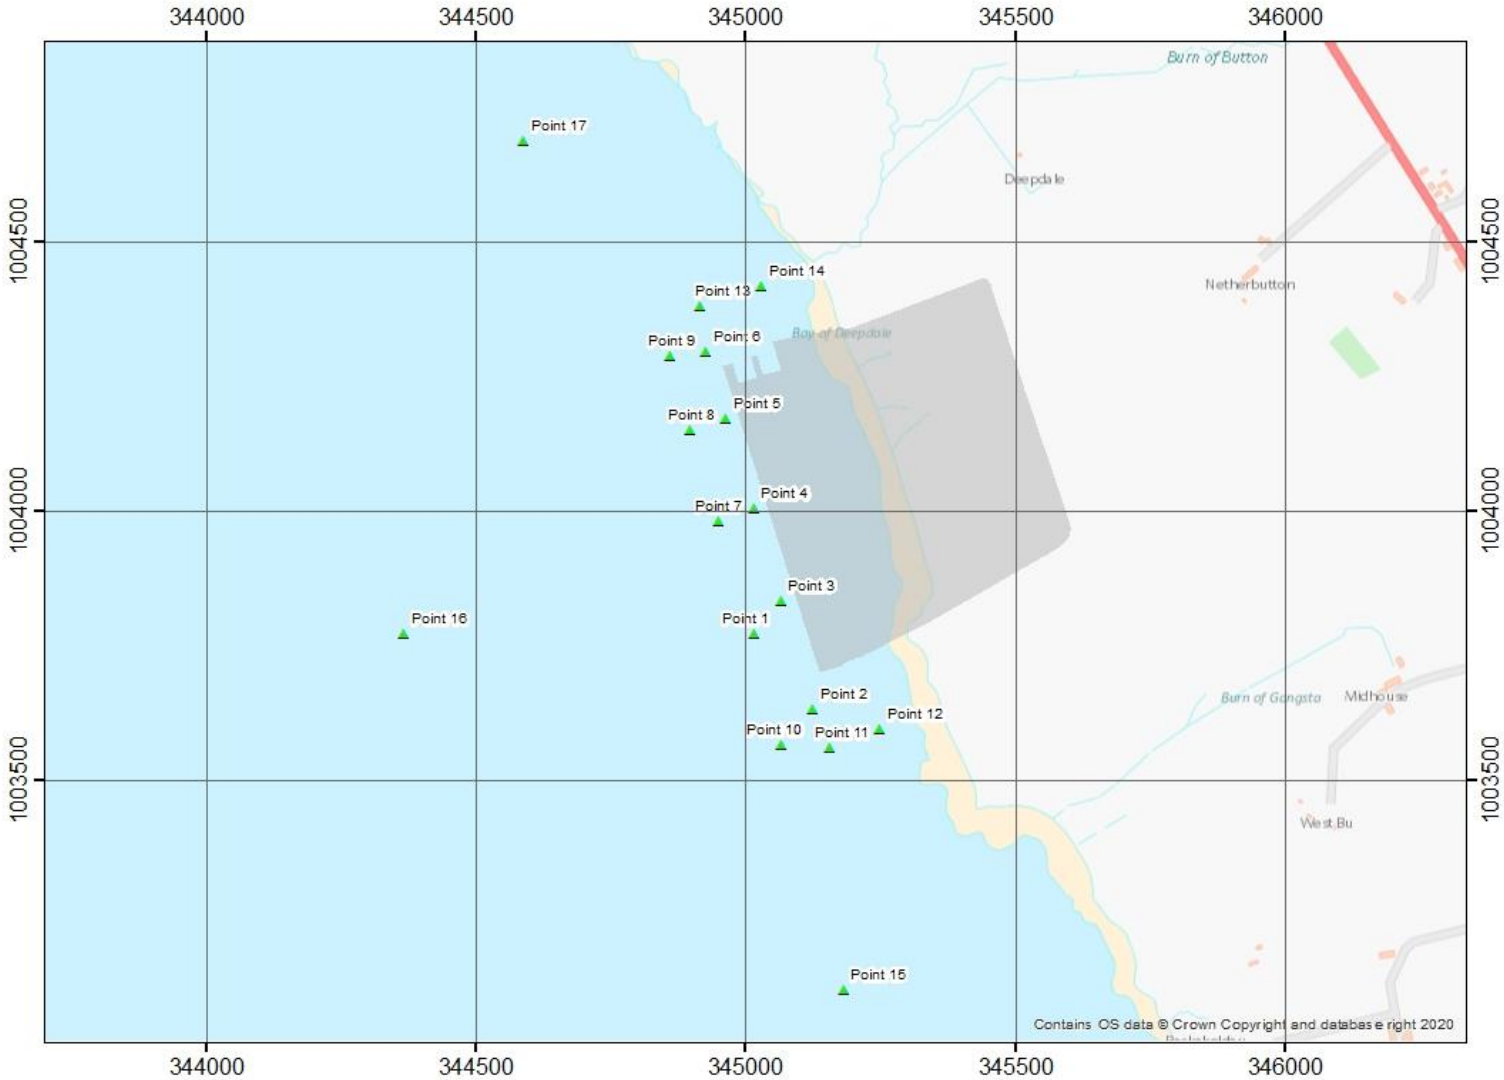 344000 344500 345000 345500 346000
Burn of Button
Point 17
Deepdale
1004500 1004500
Point 14
Netherbutton
Point 13
Bay of Deepdale
Point 6
Point 9
Point 5
Point 8
Point 4
Point 7
1004000 1004000
Point 3
Point 16
Point 1
Point 2
Burn of Gangsta
Midhouse
Point 12
Point 10
Point 11
1003500 1003500
West Bu
Point 15
Contains OS data © Crown Copyright and database right 2020
344000 344500 345000 345500 346000